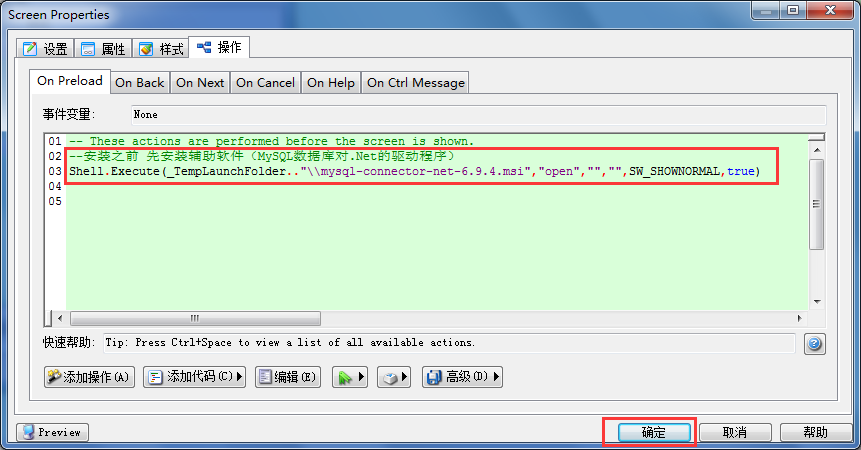 Screen Properties
设置 属性 样式 操作
On Preload On Back On Next On Cancel On Help On Ctrl Message
事件变量: None
01 -- These actions are performed before the screen is shown.
02 --安装之前 先安装辅助软件（MySQL数据库对.Net的驱动程序）
03 Shell.Execute(_TempLaunchFolder.."\\mysql-connector-net-6.9.4.msi","open","","",SW_SHOWNORMAL,true)
04
05
快速帮助: Tip: Press Ctrl+Space to view a list of all available actions.
添加操作(A) 添加代码(C) 编辑(E) 高级(D)
Preview 确定 取消 帮助